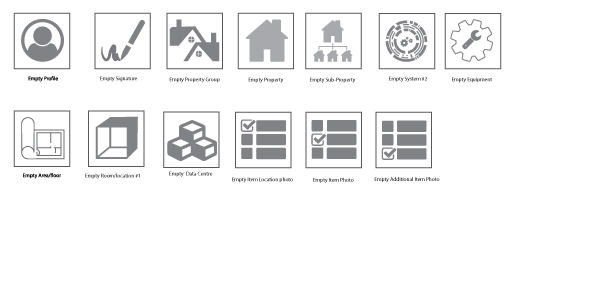 Empty Profile
Empty Signature
Empty Property Group
Empty Property
Empty Sub-Property
Empty System #2
Empty Equipment
Empty Area/floor
Empty Room/location #1
Empty Data Centre
Empty Item Location photo
Empty Item Photo
Empty Additional Item Photo